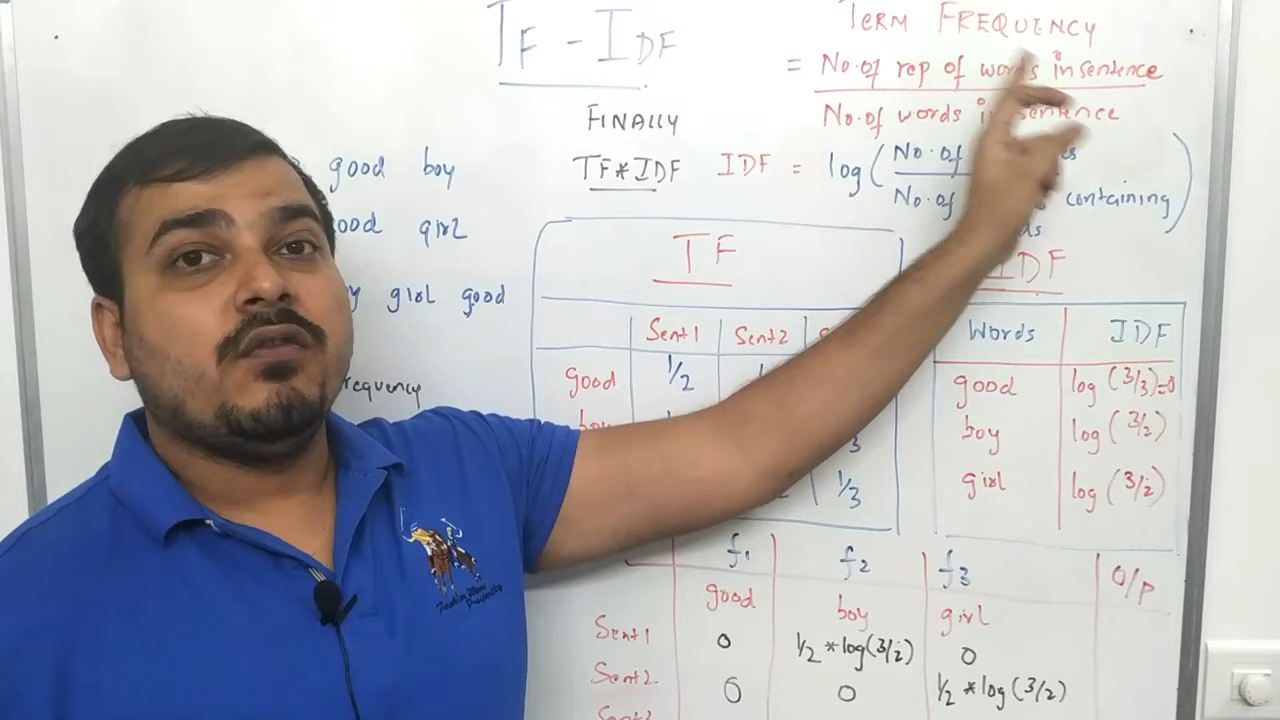 TF - IDF
TERM FREQUENCY
= No. of rep of words in sentence
No. of words in sentence
FINALLY
TF*IDF
IDF = log( No. of
No. of containing )
good boy
girl
girl good
TF
Sent1 Sent2
good 1/2
1/3
IDF
Words IDF
good log (3/3)=0
boy log (3/2)
girl log (3/2)
f1 f2 f3 O/p
good boy girl
Sent1 0 1/2 * log(3/2) 0
Sent2 0 0 1/2 * log(3/2)